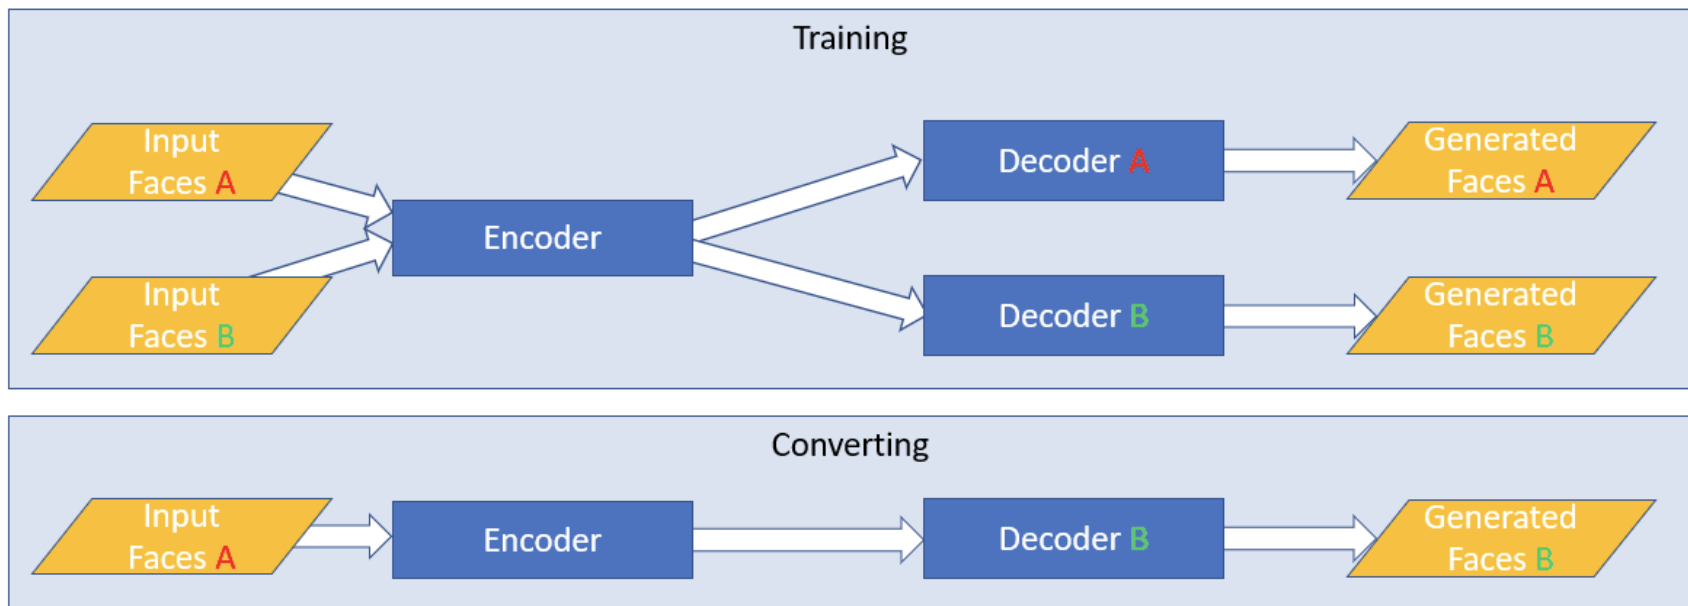 Training
Input
Faces A
Input
Faces B
Encoder
Decoder A
Decoder B
Generated
Faces A
Generated
Faces B
Converting
Input
Faces A
Encoder
Decoder B
Generated
Faces B